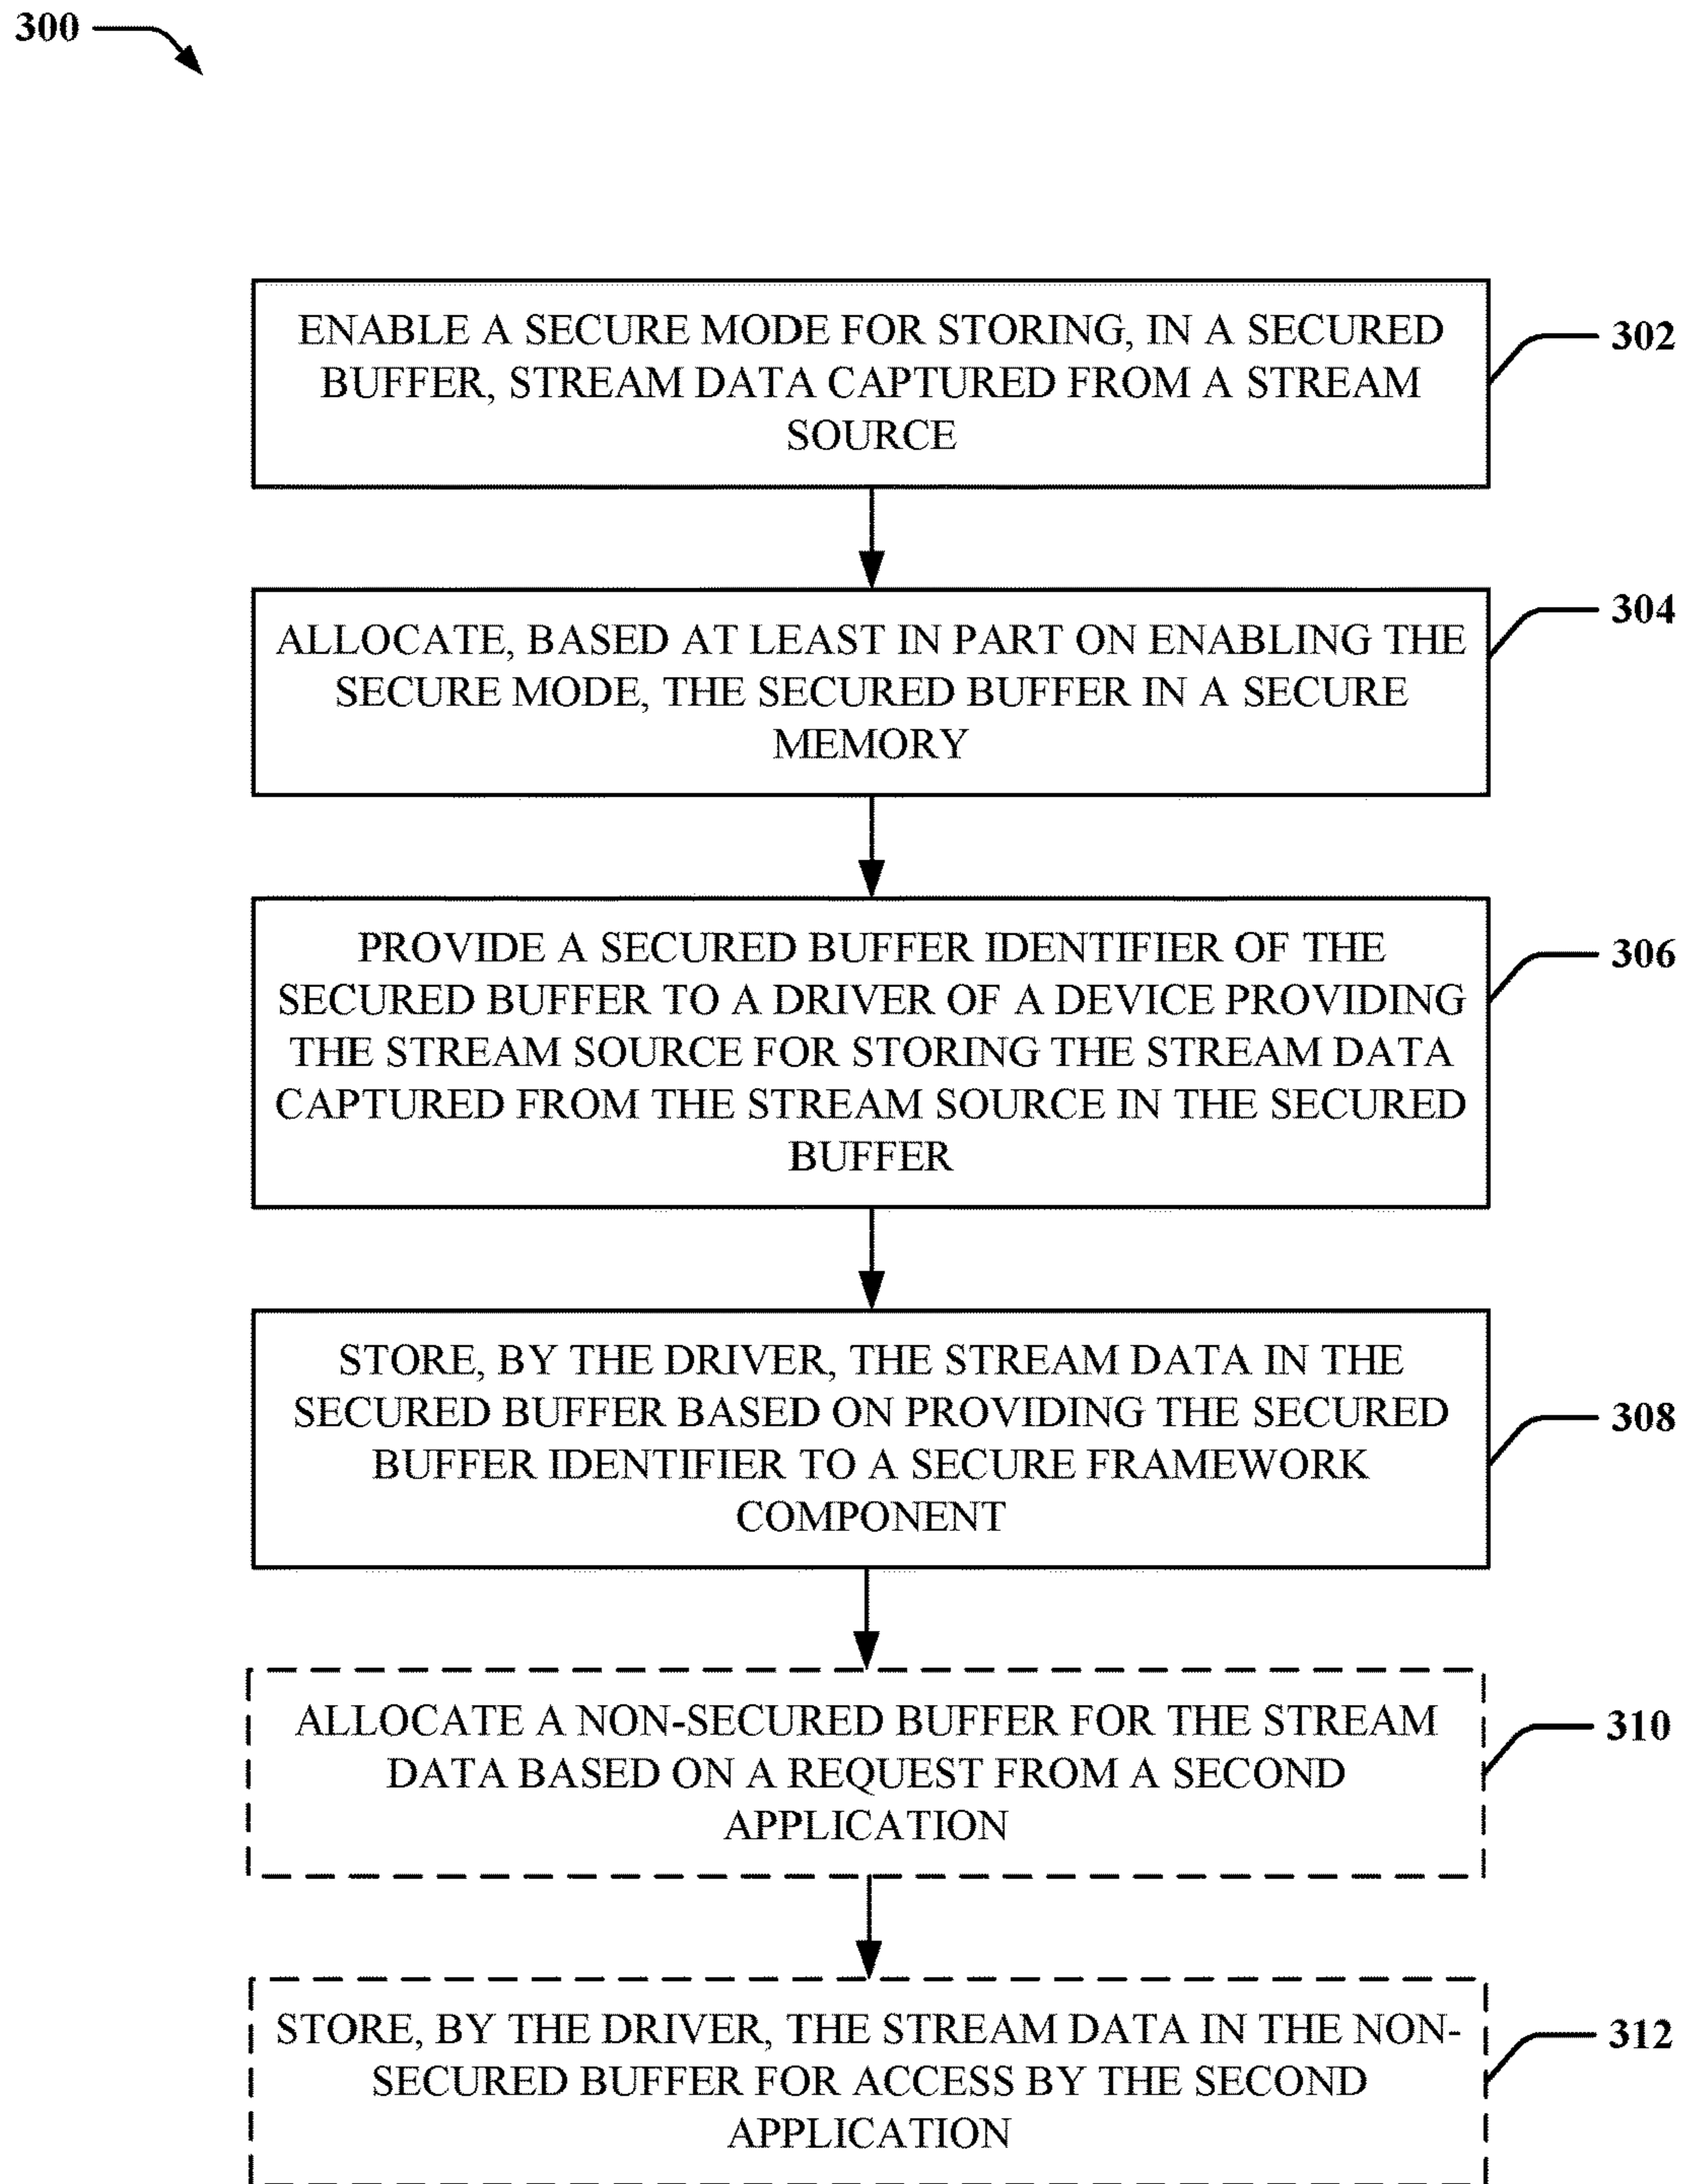 300
ENABLE A SECURE MODE FOR STORING, IN A SECURED
BUFFER, STREAM DATA CAPTURED FROM A STREAM
SOURCE
302
ALLOCATE, BASED AT LEAST IN PART ON ENABLING THE
SECURE MODE, THE SECURED BUFFER IN A SECURE
MEMORY
304
PROVIDE A SECURED BUFFER IDENTIFIER OF THE
SECURED BUFFER TO A DRIVER OF A DEVICE PROVIDING
THE STREAM SOURCE FOR STORING THE STREAM DATA
CAPTURED FROM THE STREAM SOURCE IN THE SECURED
BUFFER
306
STORE, BY THE DRIVER, THE STREAM DATA IN THE
SECURED BUFFER BASED ON PROVIDING THE SECURED
BUFFER IDENTIFIER TO A SECURE FRAMEWORK
COMPONENT
308
ALLOCATE A NON-SECURED BUFFER FOR THE STREAM
DATA BASED ON A REQUEST FROM A SECOND
APPLICATION
310
STORE, BY THE DRIVER, THE STREAM DATA IN THE NON-
SECURED BUFFER FOR ACCESS BY THE SECOND
APPLICATION
312